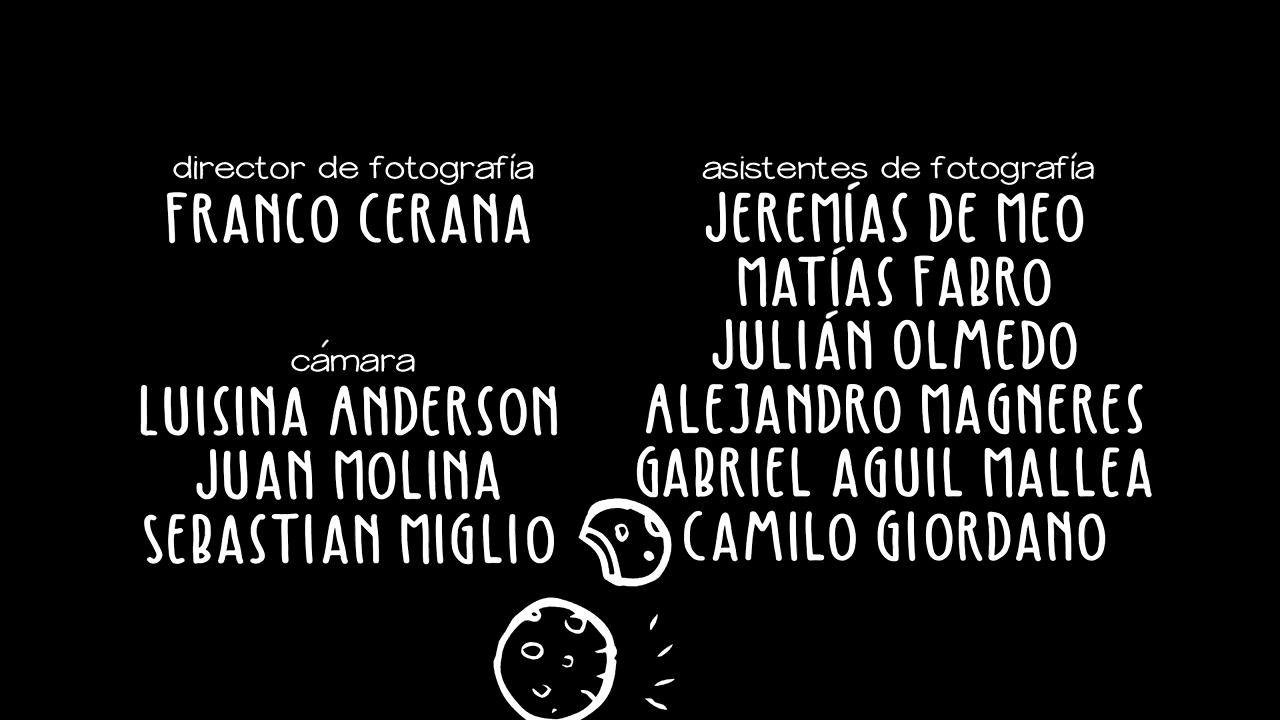 director de fotografía
FRANCO CERANA
cámara
LUISINA ANDERSON
JUAN MOLINA
SEBASTIAN MIGLIO
asistentes de fotografía
JEREMÍAS DE MEO
MATÍAS FABRO
JULIÁN OLMEDO
ALEJANDRO MAGNERES
GABRIEL AGUIL MALLEA
CAMILO GIORDANO